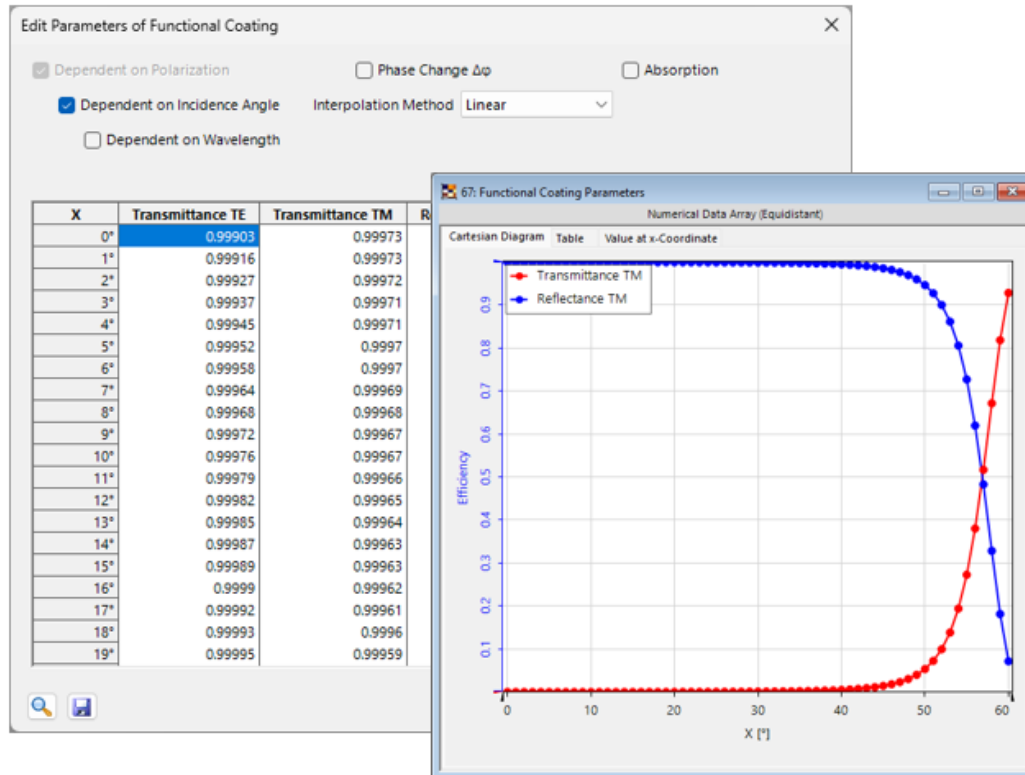 Edit Parameters of Functional Coating
Dependent on Polarization Phase Change Δφ Absorption
Dependent on Incidence Angle Interpolation Method Linear
Dependent on Wavelength
X Transmittance TE Transmittance TM
0° 0.99903 0.99973
1° 0.99916 0.99973
2° 0.99927 0.99972
3° 0.99937 0.99971
4° 0.99945 0.99971
5° 0.99952 0.9997
6° 0.99958 0.9997
7° 0.99964 0.99969
8° 0.99968 0.99968
9° 0.99972 0.99967
10° 0.99976 0.99967
11° 0.99979 0.99966
12° 0.99982 0.99965
13° 0.99985 0.99964
14° 0.99987 0.99963
15° 0.99989 0.99963
16° 0.9999 0.99962
17° 0.99992 0.99961
18° 0.99993 0.9996
19° 0.99995 0.99959
67: Functional Coating Parameters
Numerical Data Array (Equidistant)
Cartesian Diagram Table Value at x-Coordinate
Transmittance TM
Reflectance TM
Efficiency
0.9
0.8
0.7
0.6
0.5
0.4
0.3
0.2
0.1
0 10 20 30 40 50 60
X [°]